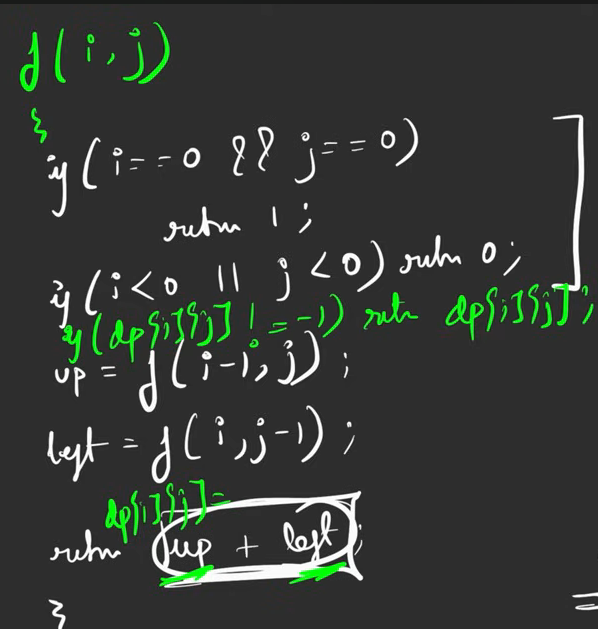 f(i,j)
{
if(i==0 && j==0)
return 1;
if(i<0 || j<0) return 0;
if(dp[i][j] != -1) return dp[i][j];
up = f(i-1,j);
left = f(i,j-1);
dp[i][j]=
return up + left;
}
=